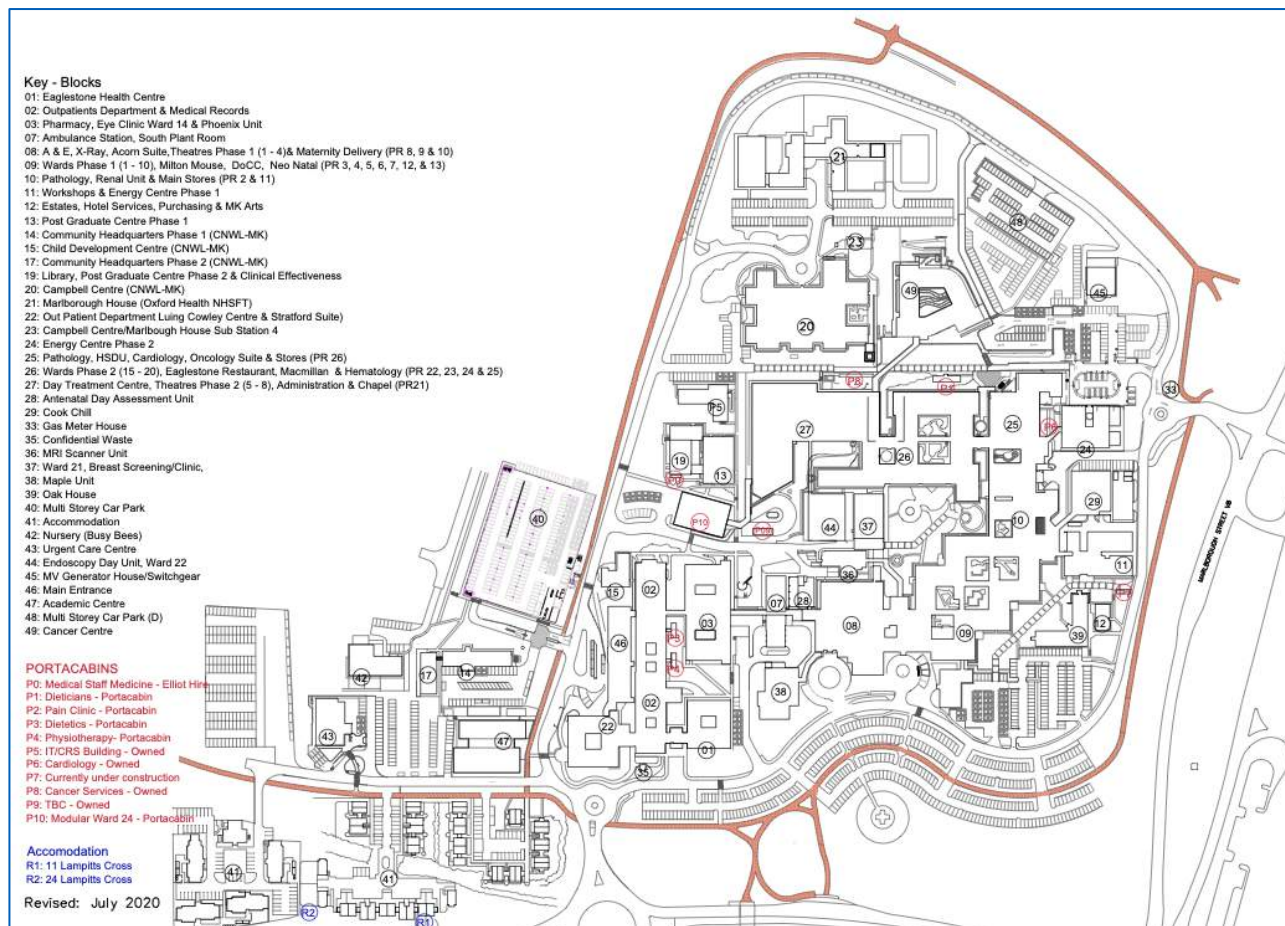 Key - Blocks
01: Eaglestone Health Centre
02: Outpatients Department & Medical Records
03: Pharmacy, Eye Clinic Ward 14 & Phoenix Unit
07: Ambulance Station, South Plant Room
08: A & E, X-Ray, Acorn Suite,Theatres Phase 1 (1 - 4)& Maternity Delivery (PR 8, 9 & 10)
09: Wards Phase 1 (1 - 10), Milton Mouse, DoCC, Neo Natal (PR 3, 4, 5, 6, 7, 12, & 13)
10: Pathology, Renal Unit & Main Stores (PR 2 & 11)
11: Workshops & Energy Centre Phase 1
12: Estates, Hotel Services, Purchasing & MK Arts
13: Post Graduate Centre Phase 1
14: Community Headquarters Phase 1 (CNWL-MK)
15: Child Development Centre (CNWL-MK)
17: Community Headquarters Phase 2 (CNWL-MK)
19: Library, Post Graduate Centre Phase 2 & Clinical Effectiveness
20: Campbell Centre (CNWL-MK)
21: Marlborough House (Oxford Health NHSFT)
22: Out Patient Department Luing Cowley Centre & Stratford Suite)
23: Campbell Centre/Marlbough House Sub Station 4
24: Energy Centre Phase 2
25: Pathology, HSDU, Cardiology, Oncology Suite & Stores (PR 26)
26: Wards Phase 2 (15 - 20), Eaglestone Restaurant, Macmillan & Hematology (PR 22, 23, 24 & 25)
27: Day Treatment Centre, Theatres Phase 2 (5 - 8), Administration & Chapel (PR21)
28: Antenatal Day Assessment Unit
29: Cook Chill
33: Gas Meter House
35: Confidential Waste
36: MRI Scanner Unit
37: Ward 21, Breast Screening/Clinic,
38: Maple Unit
39: Oak House
40: Multi Storey Car Park
41: Accommodation
42: Nursery (Busy Bees)
43: Urgent Care Centre
44: Endoscopy Day Unit, Ward 22
45: MV Generator House/Switchgear
46: Main Entrance
47: Academic Centre
48: Multi Storey Car Park (D)
49: Cancer Centre
PORTACABINS
P0: Medical Staff Medicine - Elliot Hire
P1: Dieticians - Portacabin
P2: Pain Clinic - Portacabin
P3: Dietetics - Portacabin
P4: Physiotherapy- Portacabin
P5: IT/CRS Building - Owned
P6: Cardiology - Owned
P7: Currently under construction
P8: Cancer Services - Owned
P9: TBC - Owned
P10: Modular Ward 24 - Portacabin
Accomodation
R1: 11 Lampitts Cross
R2: 24 Lampitts Cross
Revised: July 2020
21
48
23
49
45
20
33
P8
P5
25
27
P6
24
19
13
26
29
40
P10
44
37
10
36
11
15
02
07
28
03
08
09
12
39
46
P3
P4
42
17
14
38
02
43
47
22
01
35
41
41
R2
R1
MARLBOROUGH STREET V8